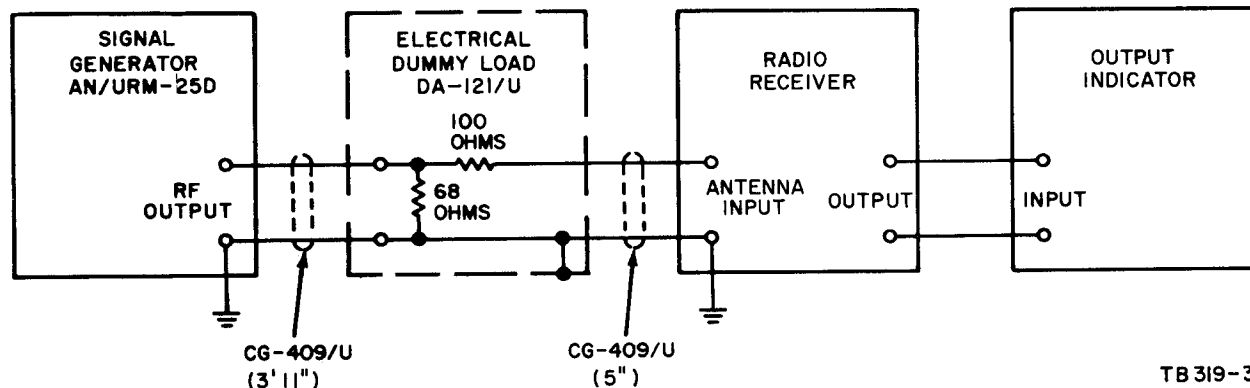 SIGNAL
GENERATOR
AN/URM-25D
RF
OUTPUT
ELECTRICAL
DUMMY LOAD
DA-121/U
100
OHMS
68
OHMS
RADIO
RECEIVER
ANTENNA
INPUT
OUTPUT
OUTPUT
INDICATOR
INPUT
CG-409/U
(3' 11")
CG-409/U
(5")
TB 319-3